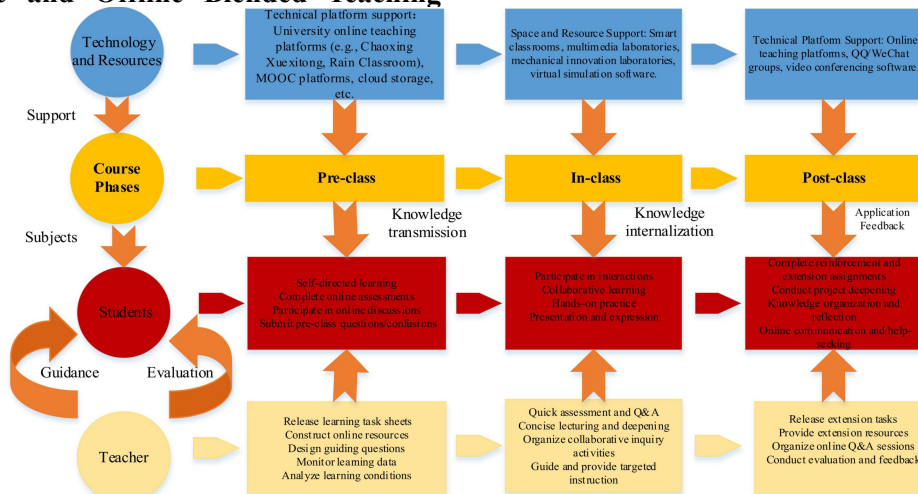 and Offline Blended Teaching
Technology
and Resources
Technical platform support:
University online teaching
platforms (e.g., Chaoxing
Xuexitong, Rain Classroom),
MOOC platforms, cloud storage,
etc.
Space and Resource Support: Smart
classrooms, multimedia laboratories,
mechanical innovation laboratories,
virtual simulation software.
Technical Platform Support: Online
teaching platforms, QQ/WeChat
groups, video conferencing software.
Support
Course
Phases
Pre-class
In-class
Post-class
Subjects
Knowledge
transmission
Knowledge
internalization
Application
Feedback
Students
Self-directed learning
Complete online assessments
Participate in online discussions
Submit pre-class questions/confusions
Participate in interactions
Collaborative learning
Hands-on practice
Presentation and expression
Complete reinforcement and
extension assignments
Conduct project deepening
Knowledge organization and
reflection
Online communication and help-
seeking
Guidance
Evaluation
Teacher
Release learning task sheets
Construct online resources
Design guiding questions
Monitor learning data
Analyze learning conditions
Quick assessment and Q&A
Concise lecturing and deepening
Organize collaborative inquiry
activities
Guide and provide targeted
instruction
Release extension tasks
Provide extension resources
Organize online Q&A sessions
Conduct evaluation and feedback